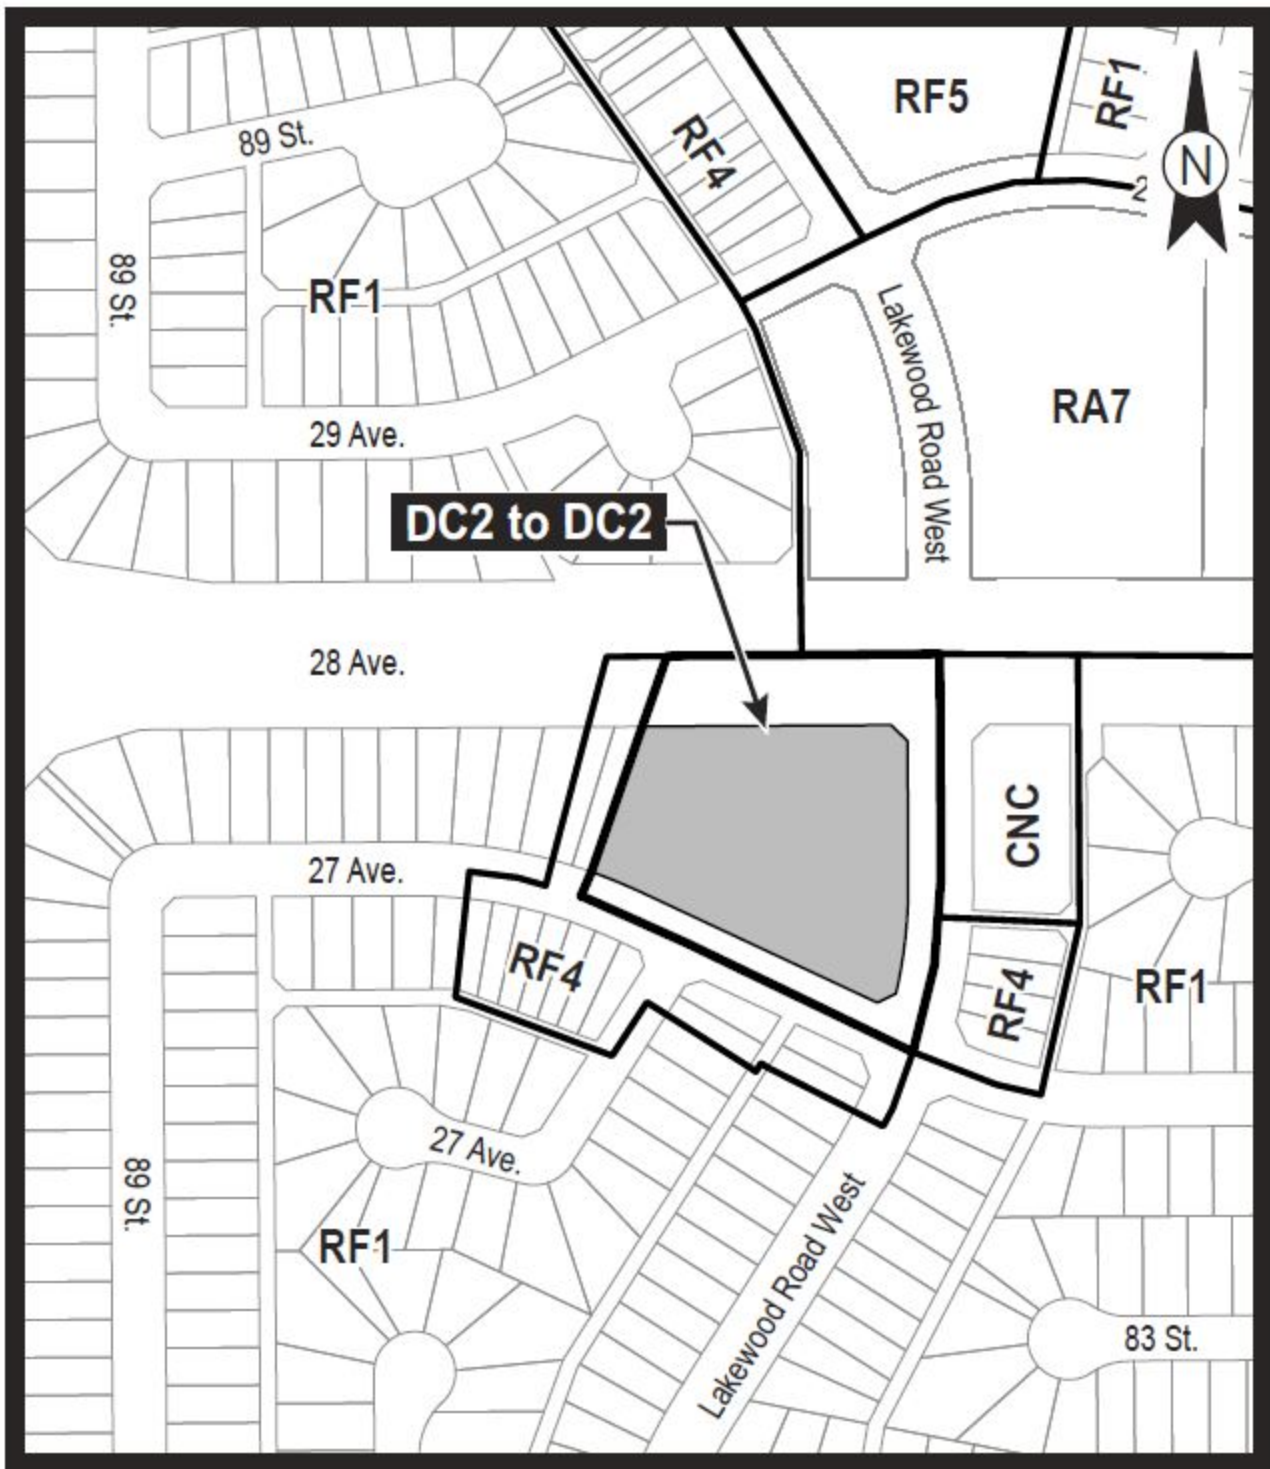 RF5
RF1
N
RF4
89 St.
2
89 St.
RF1
Lakewood Road West
RA7
29 Ave.
DC2 to DC2
28 Ave.
CNC
27 Ave.
RF4
RF4
RF1
27 Ave.
89 St.
RF1
Lakewood Road West
83 St.